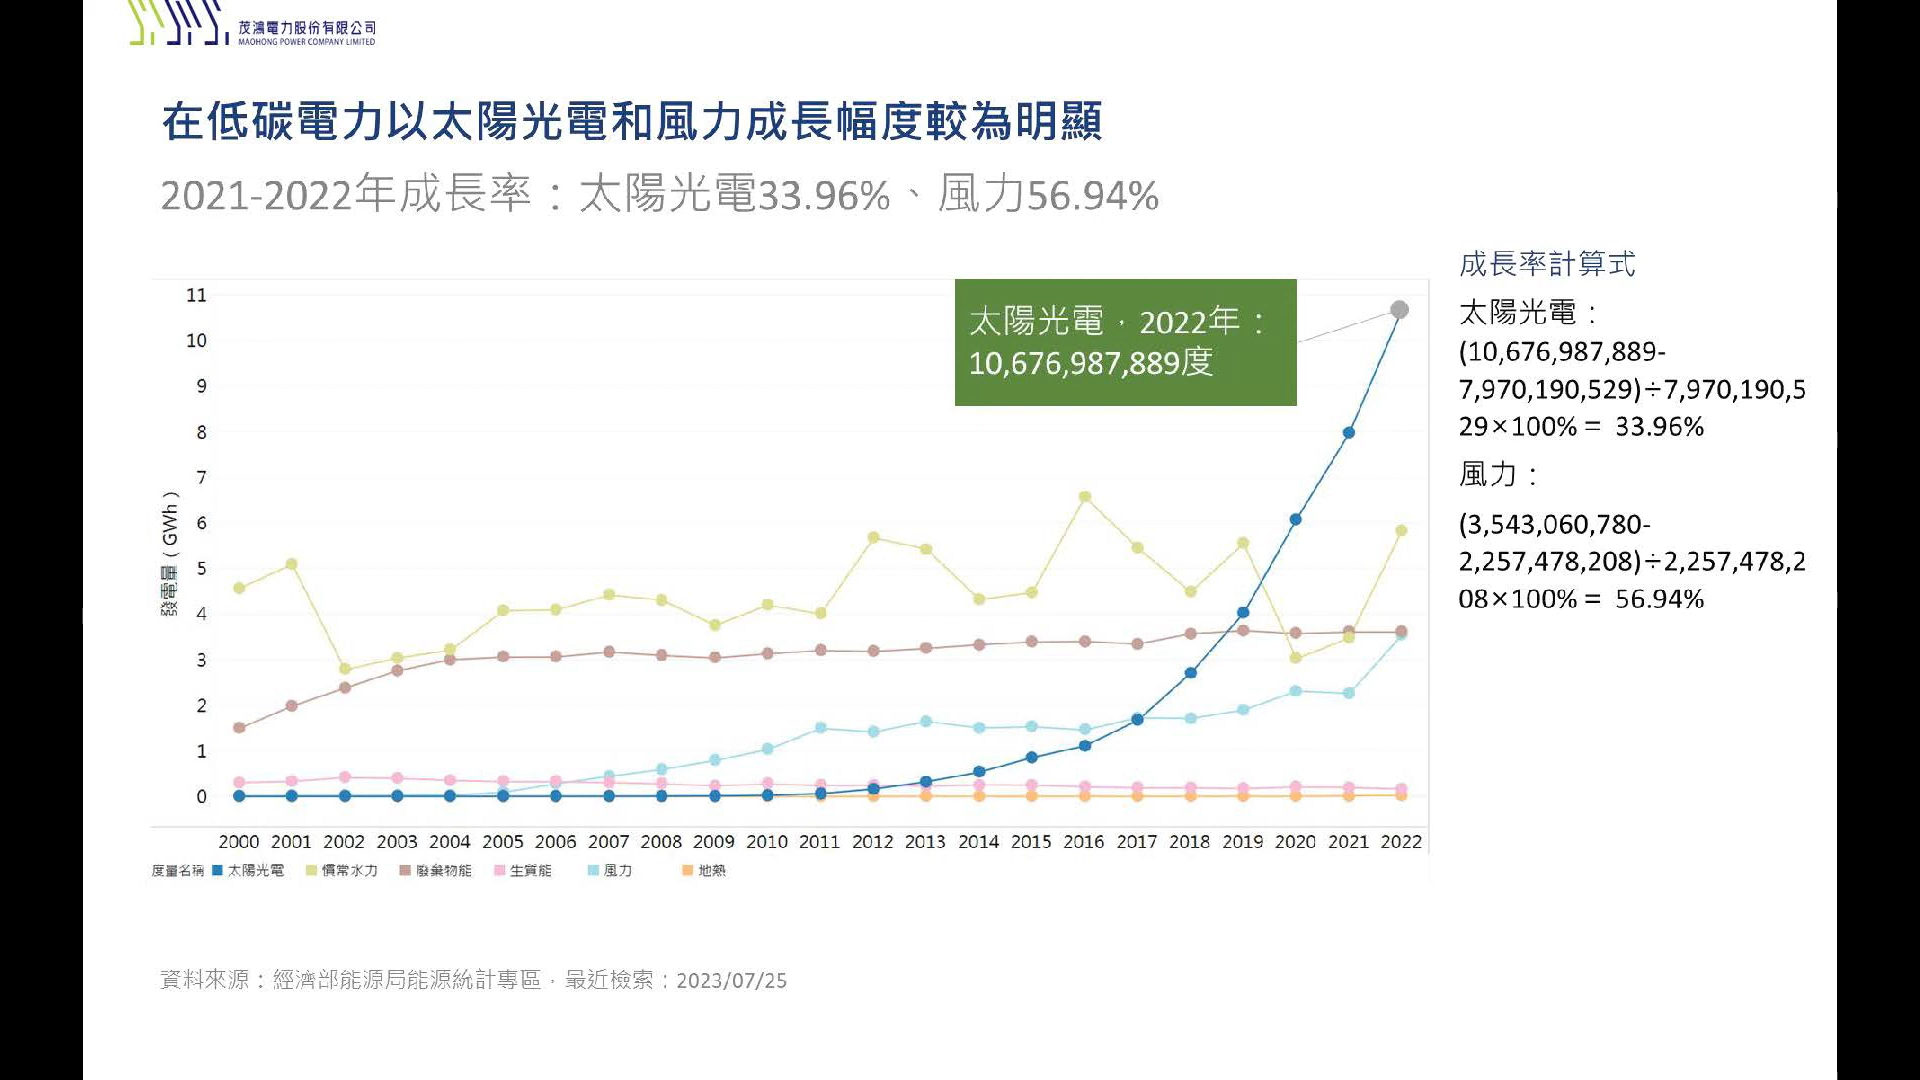 茂鴻電力股份有限公司
MAOHONG POWER COMPANY LIMITED
在低碳電力以太陽光電和風力成長幅度較為明顯
2021-2022年成長率：太陽光電33.96%、風力56.94%
成長率計算式
太陽光電：
(10,676,987,889-
7,970,190,529)÷7,970,190,5
29×100% = 33.96%
風力：
(3,543,060,780-
2,257,478,208)÷2,257,478,2
08×100% = 56.94%
太陽光電，2022年：
10,676,987,889度
發電量（GWh）
11
10
9
8
7
6
5
4
3
2
1
0
2000 2001 2002 2003 2004 2005 2006 2007 2008 2009 2010 2011 2012 2013 2014 2015 2016 2017 2018 2019 2020 2021 2022
度量名稱 太陽光電 慣常水力 廢棄物能 生質能 風力 地熱
資料來源：經濟部能源局能源統計專區，最近檢索：2023/07/25